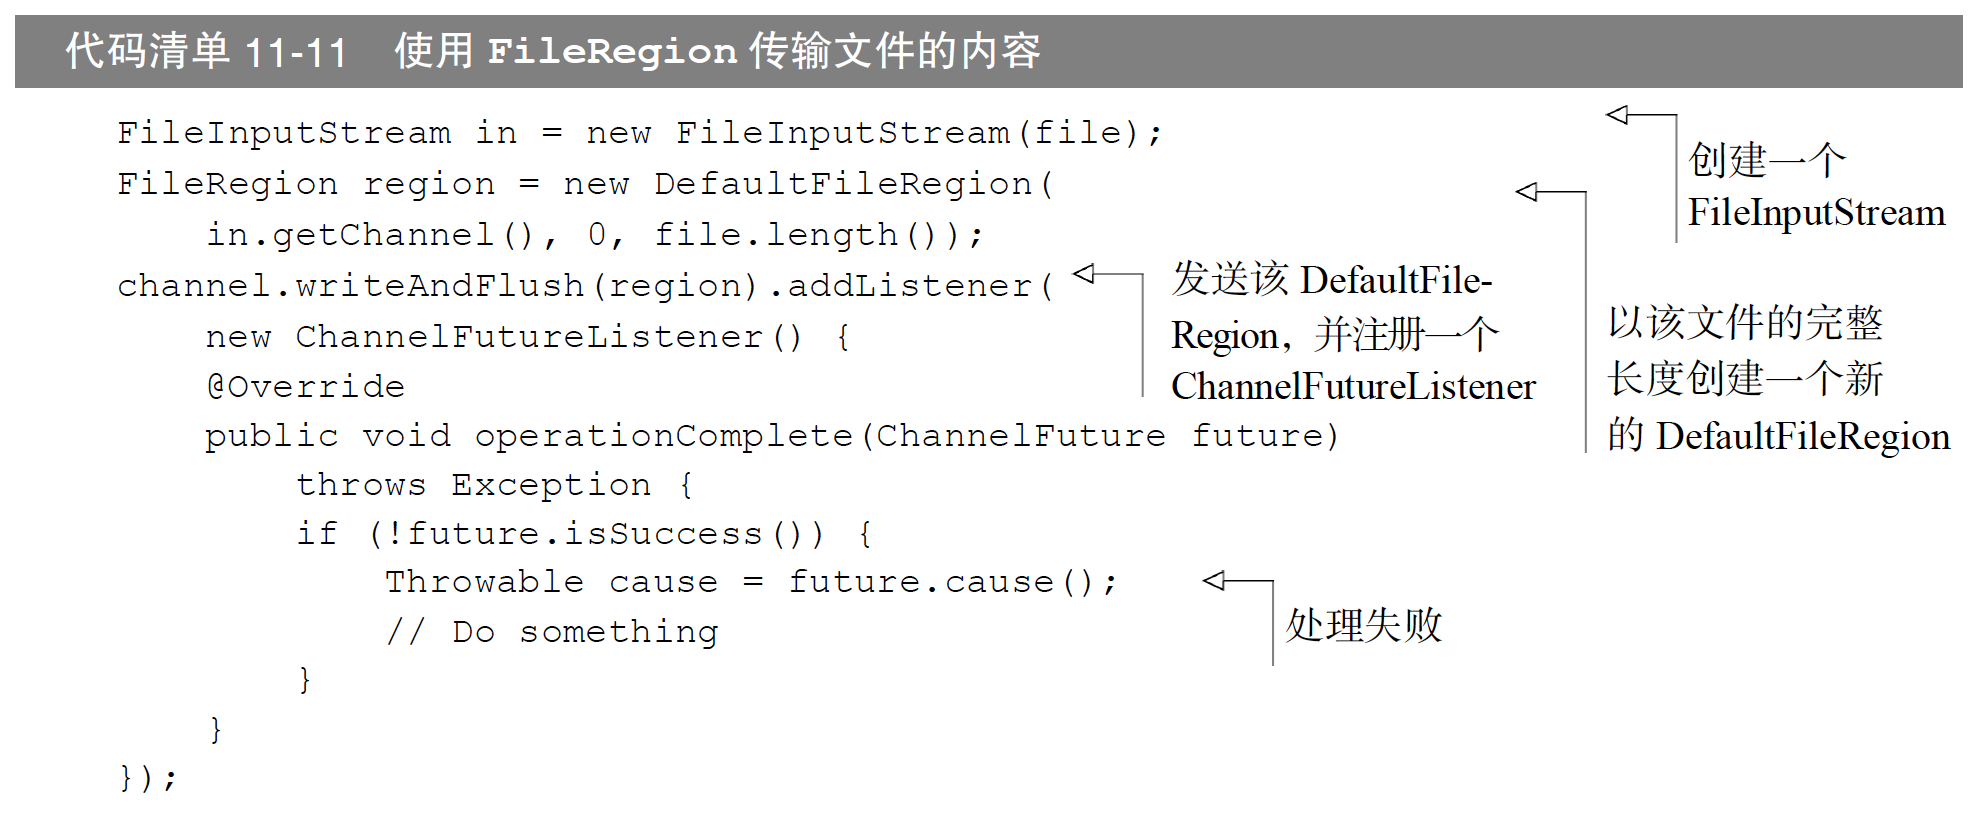 代码清单 11-11 使用 FileRegion 传输文件的内容
FileInputStream in = new FileInputStream(file);
FileRegion region = new DefaultFileRegion(
in.getChannel(), 0, file.length());
channel.writeAndFlush(region).addListener(
new ChannelFutureListener() {
@Override
public void operationComplete(ChannelFuture future)
throws Exception {
if (!future.isSuccess()) {
Throwable cause = future.cause();
// Do something
}
}
});
创建一个
FileInputStream
以该文件的完整
长度创建一个新
的 DefaultFileRegion
发送该 DefaultFile-
Region，并注册一个
ChannelFutureListener
处理失败